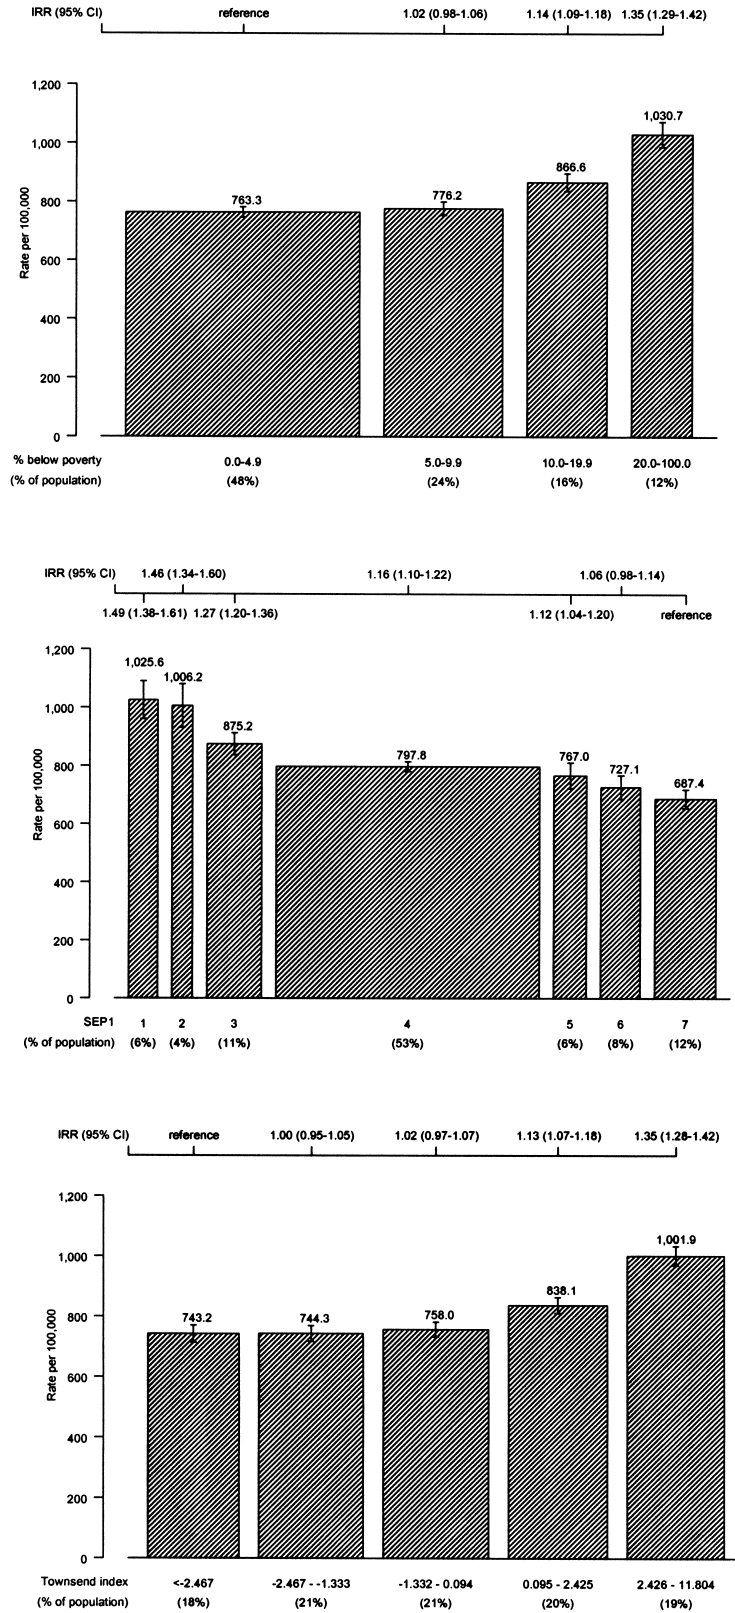 IRR (95% CI) reference 1.02 (0.98-1.06) 1.14 (1.09-1.18) 1.35 (1.29-1.42)
1,200
1,030.7
1,000
866.6
800
763.3 776.2
Rate per 100,000
600
400
200
0
% below poverty 0.0-4.9 5.0-9.9 10.0-19.9 20.0-100.0
(% of population) (48%) (24%) (16%) (12%)
IRR (95% CI) 1.46 (1.34-1.60) 1.16 (1.10-1.22) 1.06 (0.98-1.14)
1.49 (1.38-1.61) 1.27 (1.20-1.36) 1.12 (1.04-1.20) reference
1,200
1,025.6 1,006.2
1,000
875.2
800
797.8 767.0 727.1 687.4
Rate per 100,000
600
400
200
0
SEP1 1 2 3 4 5 6 7
(% of population) (6%) (4%) (11%) (53%) (6%) (8%) (12%)
IRR (95% CI) reference 1.00 (0.95-1.05) 1.02 (0.97-1.07) 1.13 (1.07-1.18) 1.35 (1.28-1.42)
1,200
1,001.9
1,000
838.1
800
743.2 744.3 758.0
Rate per 100,000
600
400
200
0
Townsend index <-2.467 -2.467 - -1.333 -1.332 - 0.094 0.095 - 2.425 2.426 - 11.804
(% of population) (18%) (21%) (21%) (20%) (19%)